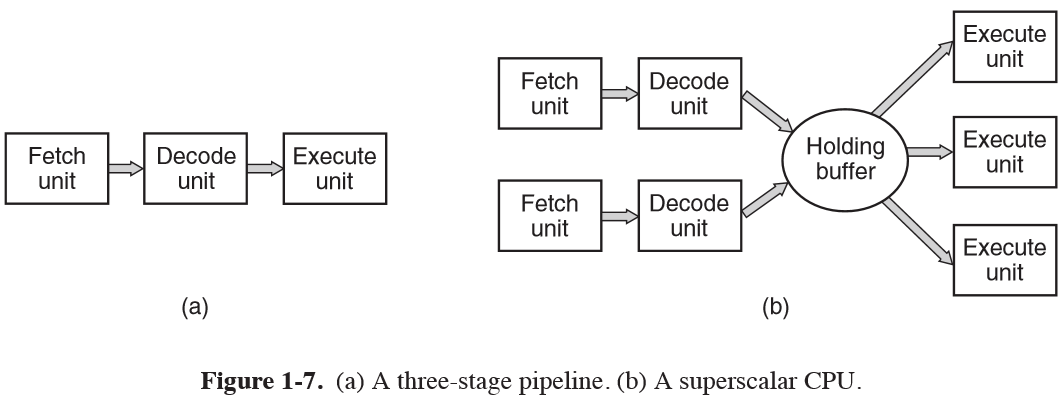 Fetch
unit
Decode
unit
Execute
unit
(a)
Fetch
unit
Decode
unit
Fetch
unit
Decode
unit
Holding
buffer
Execute
unit
Execute
unit
Execute
unit
(b)
Figure 1-7. (a) A three-stage pipeline. (b) A superscalar CPU.